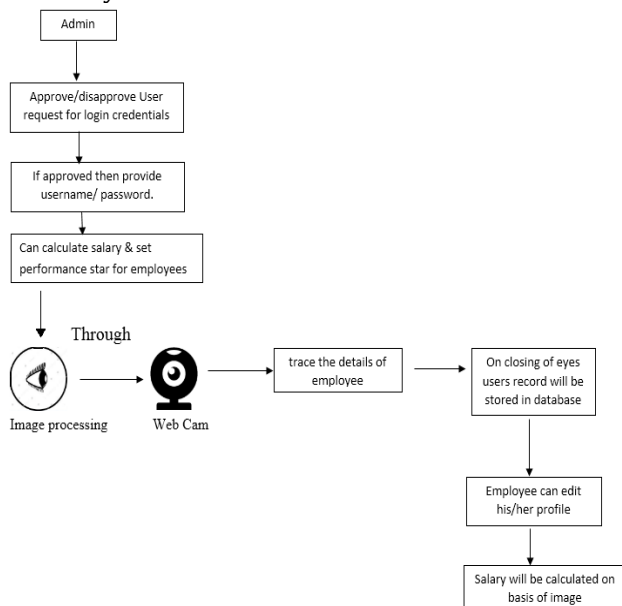 Admin
Approve/disapprove User
request for login credentials
If approved then provide
username/ password.
Can calculate salary & set
performance star for employees
Through
Image processing
Web Cam
trace the details of
employee
On closing of eyes
users record will be
stored in database
Employee can edit
his/her profile
Salary will be calculated on
basis of image